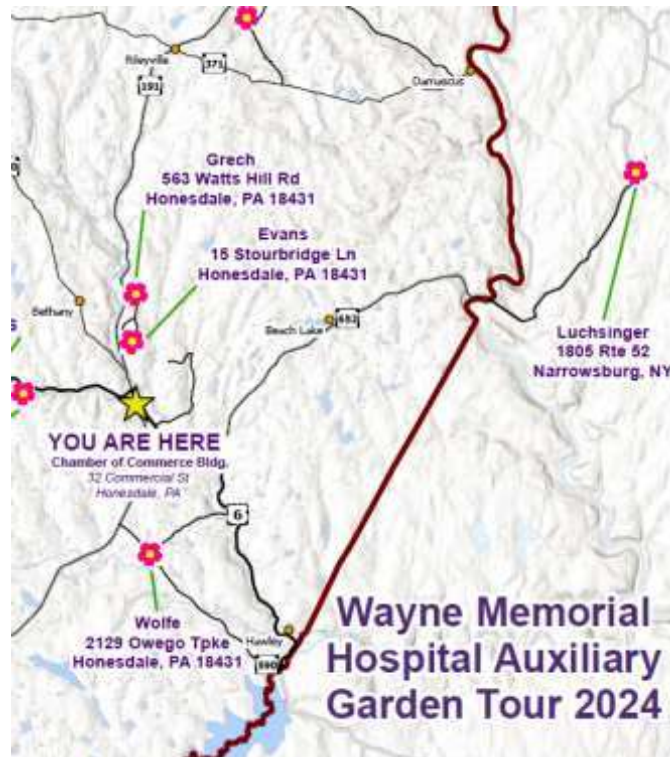 Rileyville
371
191
Damascus
Grech
563 Watts Hill Rd
Honesdale, PA 18431
Evans
15 Stourbridge Ln
Honesdale, PA 18431
Bethany
Beach Lake
652
Luchsinger
1805 Rte 52
Narrowsburg, NY
YOU ARE HERE
Chamber of Commerce Bldg.
32 Commercial St
Honesdale, PA
6
Wolfe
2129 Owego Tpke
Honesdale, PA 18431
Hawley
590
Wayne Memorial
Hospital Auxiliary
Garden Tour 2024